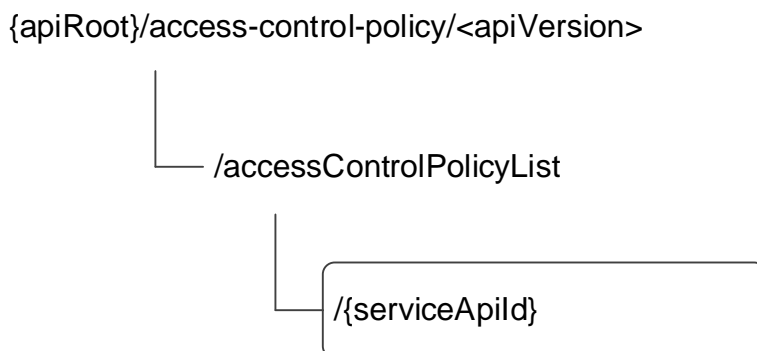 {apiRoot}/access-control-policy/<apiVersion>
/accessControlPolicyList
/{serviceApiId}